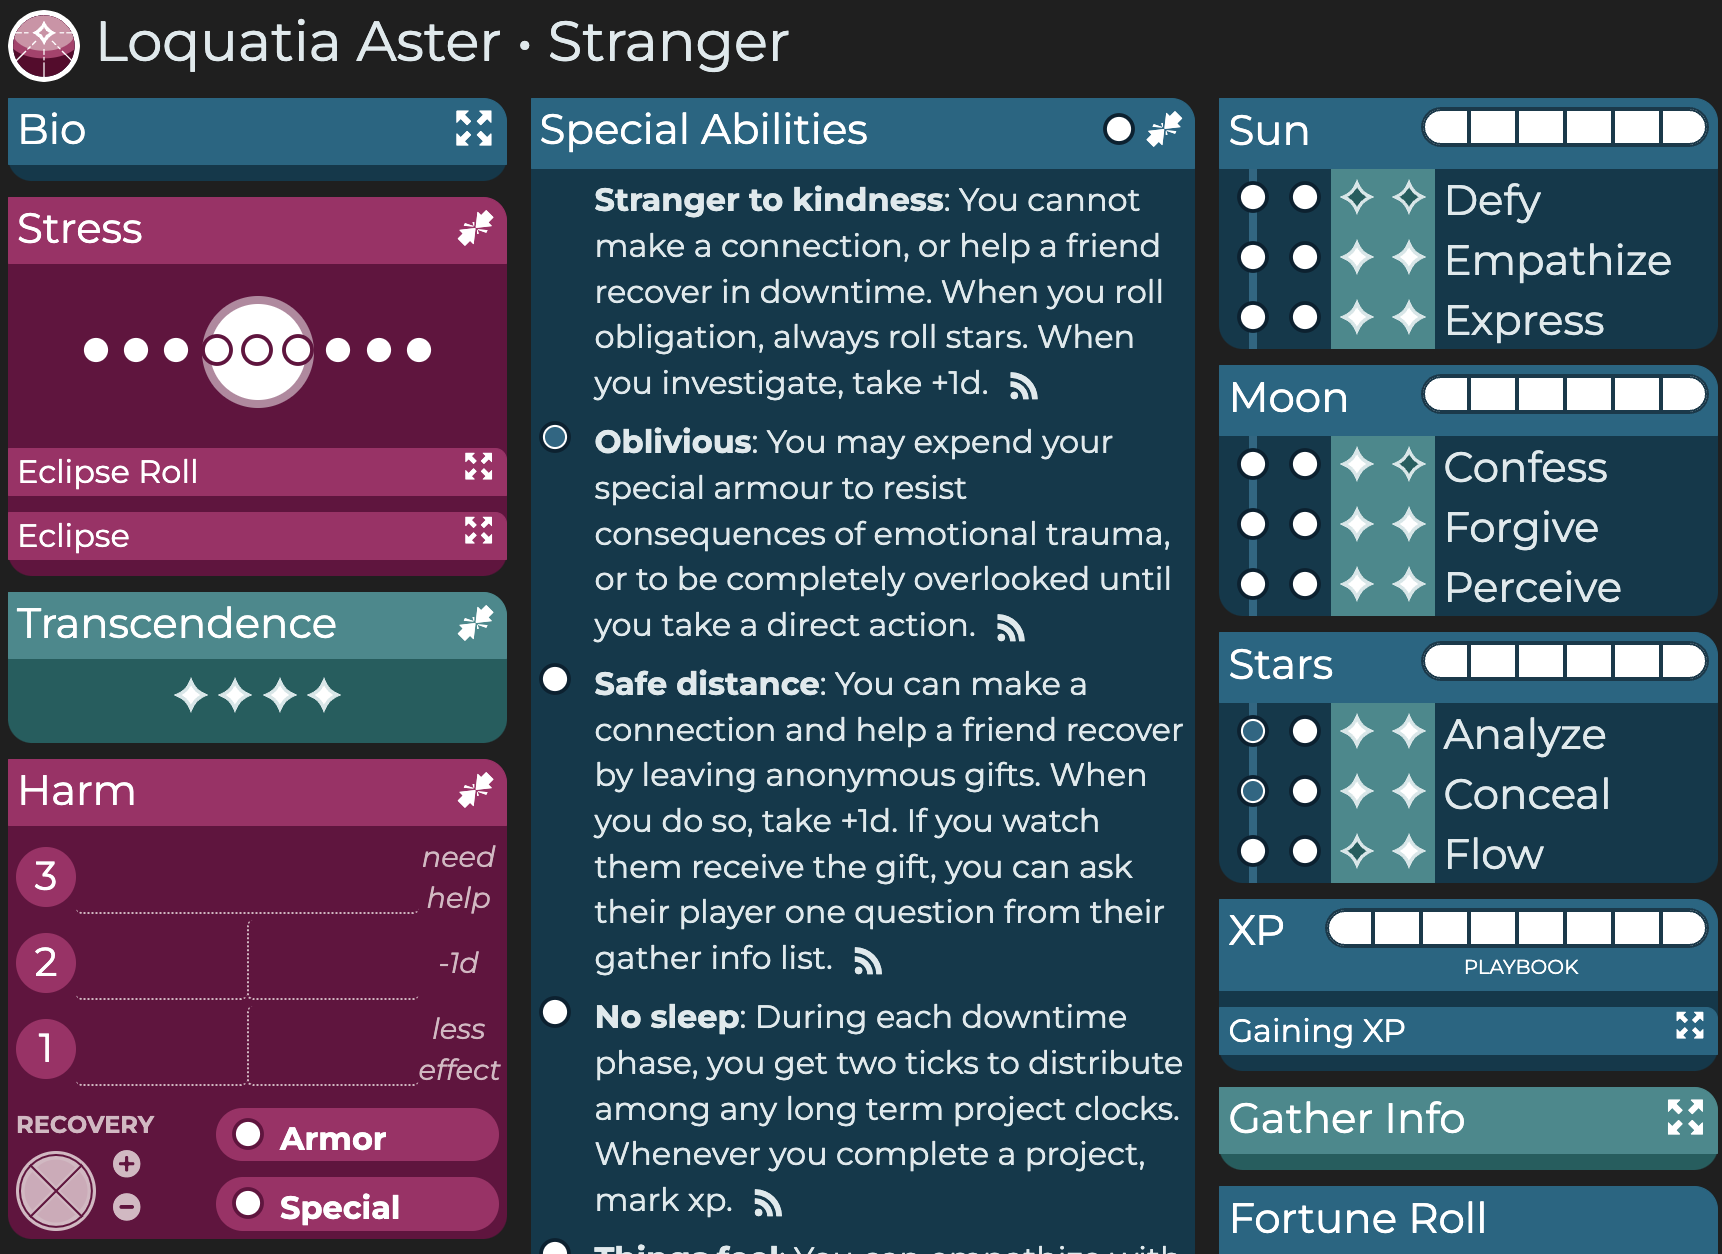 Loquatia Aster • Stranger
Bio
Stress
Eclipse Roll
Eclipse
Transcendence
Harm
3
need
help
2
-1d
1
less
effect
RECOVERY
Armor
Special
Special Abilities
Stranger to kindness: You cannot
make a connection, or help a friend
recover in downtime. When you roll
obligation, always roll stars. When
you investigate, take +1d.
Oblivious: You may expend your
special armour to resist
consequences of emotional trauma,
or to be completely overlooked until
you take a direct action.
Safe distance: You can make a
connection and help a friend recover
by leaving anonymous gifts. When
you do so, take +1d. If you watch
them receive the gift, you can ask
their player one question from their
gather info list.
No sleep: During each downtime
phase, you get two ticks to distribute
among any long term project clocks.
Whenever you complete a project,
mark xp.
Things feel: You can empathize with
Sun
Defy
Empathize
Express
Moon
Confess
Forgive
Perceive
Stars
Analyze
Conceal
Flow
XP
PLAYBOOK
Gaining XP
Gather Info
Fortune Roll